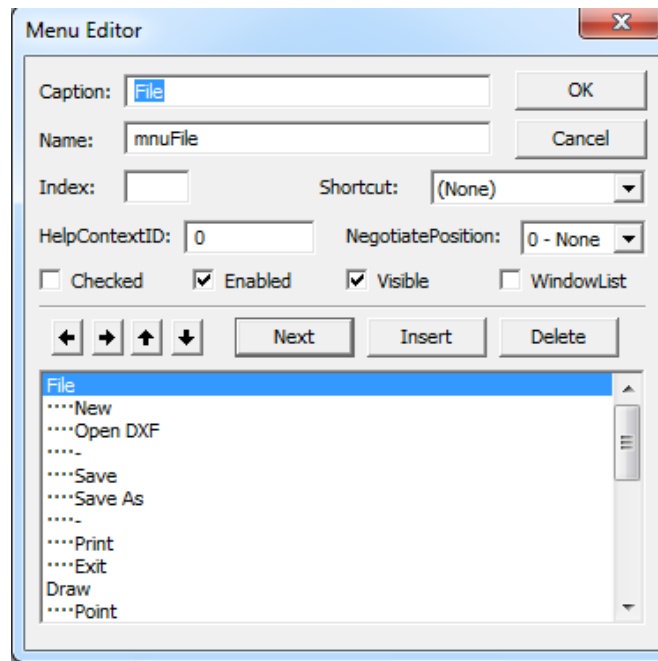 Menu Editor
Caption: File OK
Name: mnuFile Cancel
Index: Shortcut: (None)
HelpContextID: 0 NegotiatePosition: 0 - None
Checked Enabled Visible WindowList
Next Insert Delete
File
····New
····Open DXF
····-
····Save
····Save As
····-
····Print
····Exit
Draw
····Point